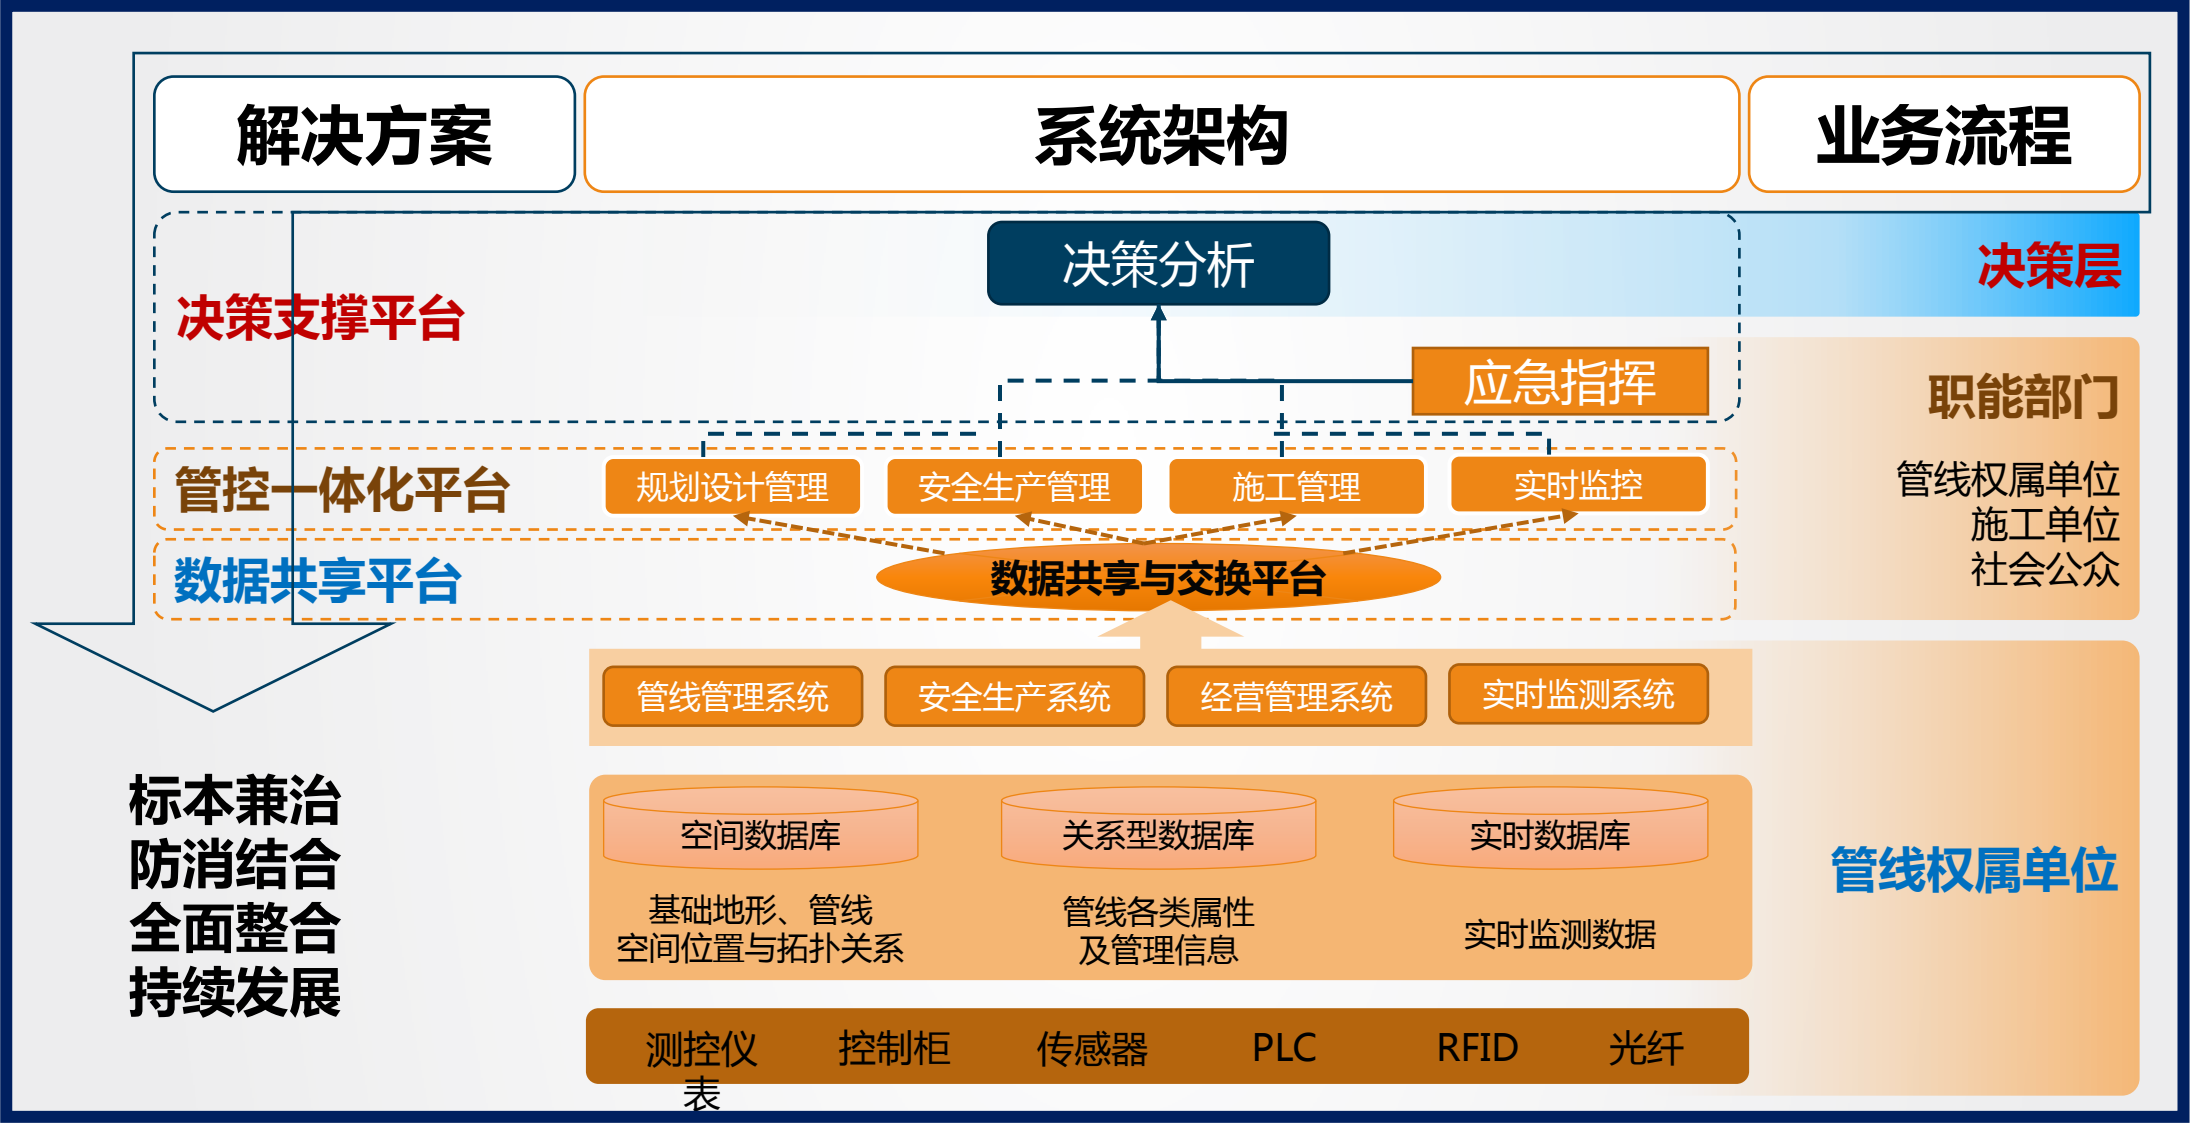 解决方案
系统架构
业务流程
决策分析
决策层
决策支撑平台
应急指挥
职能部门
管线权属单位
施工单位
社会公众
管控一体化平台
规划设计管理
安全生产管理
施工管理
实时监控
数据共享平台
数据共享与交换平台
管线管理系统
安全生产系统
经营管理系统
实时监测系统
标本兼治
防消结合
全面整合
持续发展
空间数据库
关系型数据库
实时数据库
基础地形、管线
空间位置与拓扑关系
管线各类属性
及管理信息
实时监测数据
管线权属单位
测控仪
表
控制柜
传感器
PLC
RFID
光纤